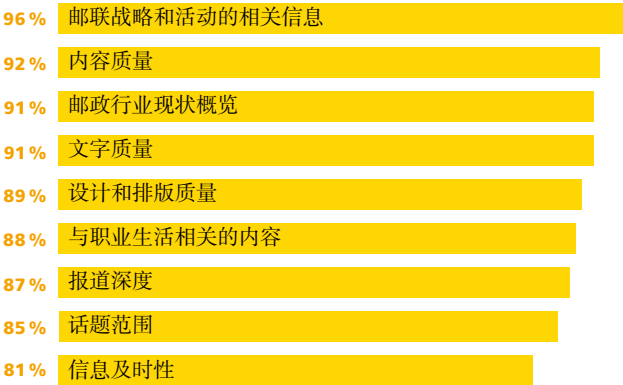 96 % 邮联战略和活动的相关信息
92 % 内容质量
91 % 邮政行业现状概览
91 % 文字质量
89 % 设计和排版质量
88 % 与职业生活相关的内容
87 % 报道深度
85 % 话题范围
81 % 信息及时性